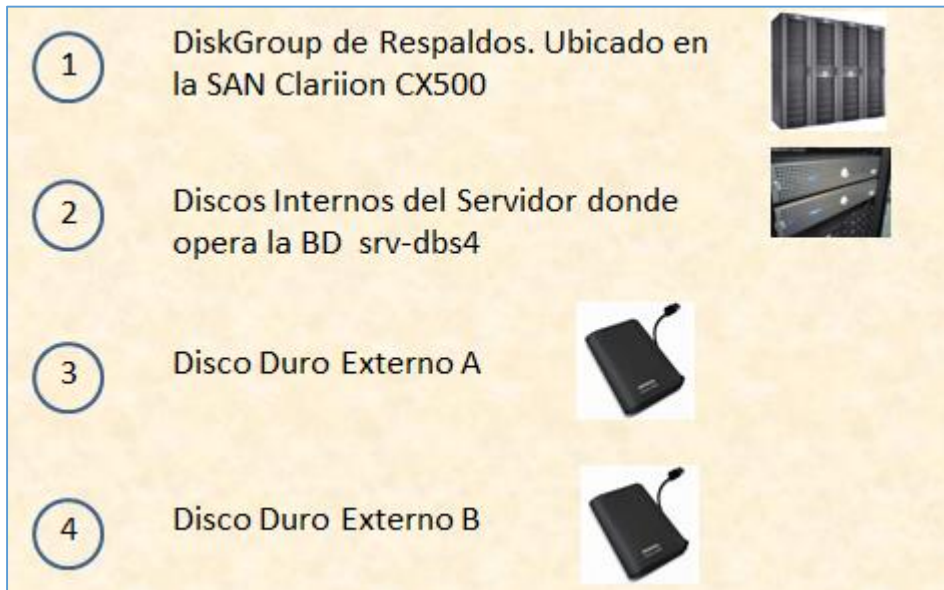 1
DiskGroup de Respaldos. Ubicado en
la SAN Clariion CX500
2
Discos Internos del Servidor donde
opera la BD srv-dbs4
3
Disco Duro Externo A
4
Disco Duro Externo B